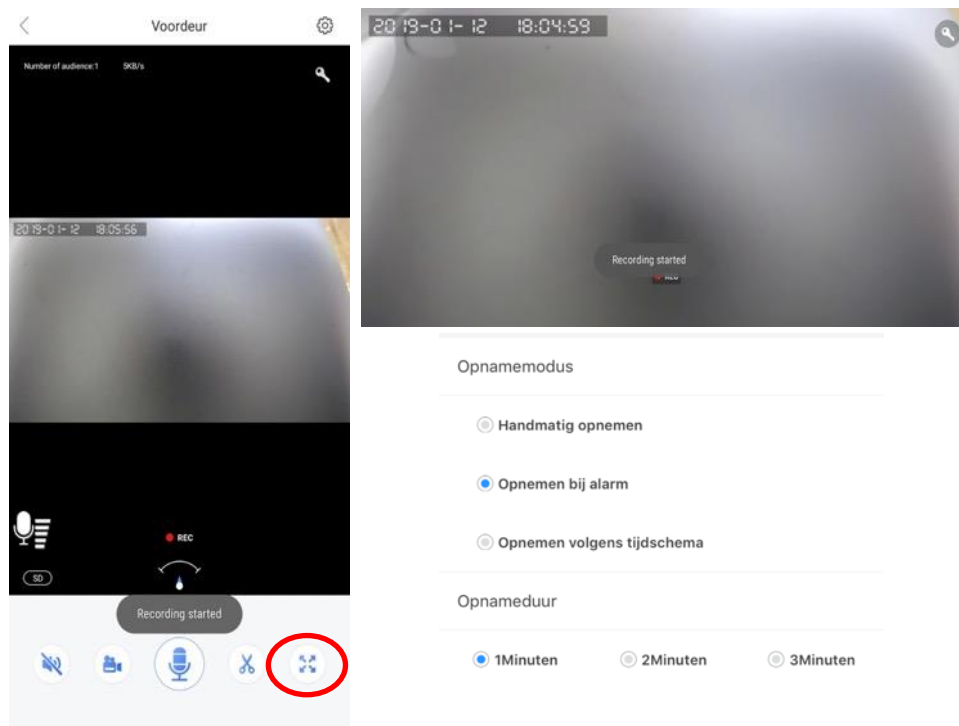 Voordeur
Number of audience:1 5KB/s
2019-01-12 18:05:56
REC
SD
Recording started
2019-01-12 18:04:59
Recording started
REC
Opnamemodus
Handmatig opnemen
Opnemen bij alarm
Opnemen volgens tijdschema
Opnameduur
1Minuten 2Minuten 3Minuten